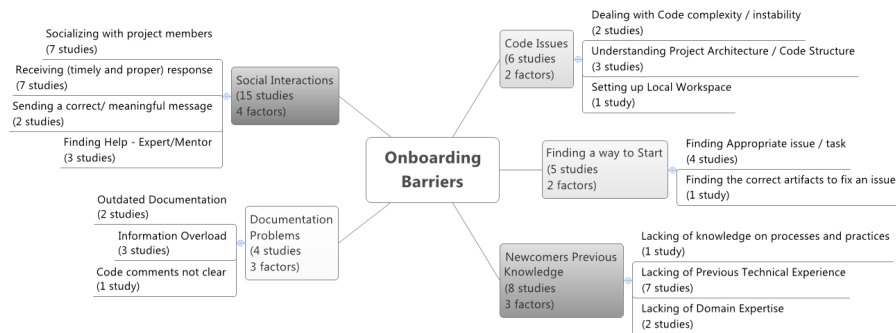 Onboarding
Barriers
Social Interactions
(15 studies
4 factors)
Socializing with project members
(7 studies)
Receiving (timely and proper) response
(7 studies)
Sending a correct/ meaningful message
(2 studies)
Finding Help - Expert/Mentor
(3 studies)
Documentation
Problems
(4 studies
3 factors)
Outdated Documentation
(2 studies)
Information Overload
(3 studies)
Code comments not clear
(1 study)
Code Issues
(6 studies
2 factors)
Dealing with Code complexity / instability
(2 studies)
Understanding Project Architecture / Code Structure
(3 studies)
Setting up Local Workspace
(1 study)
Finding a way to Start
(5 studies
2 factors)
Finding Appropriate issue / task
(4 studies)
Finding the correct artifacts to fix an issue
(1 study)
Newcomers Previous
Knowledge
(8 studies
3 factors)
Lacking of knowledge on processes and practices
(1 study)
Lacking of Previous Technical Experience
(7 studies)
Lacking of Domain Expertise
(2 studies)